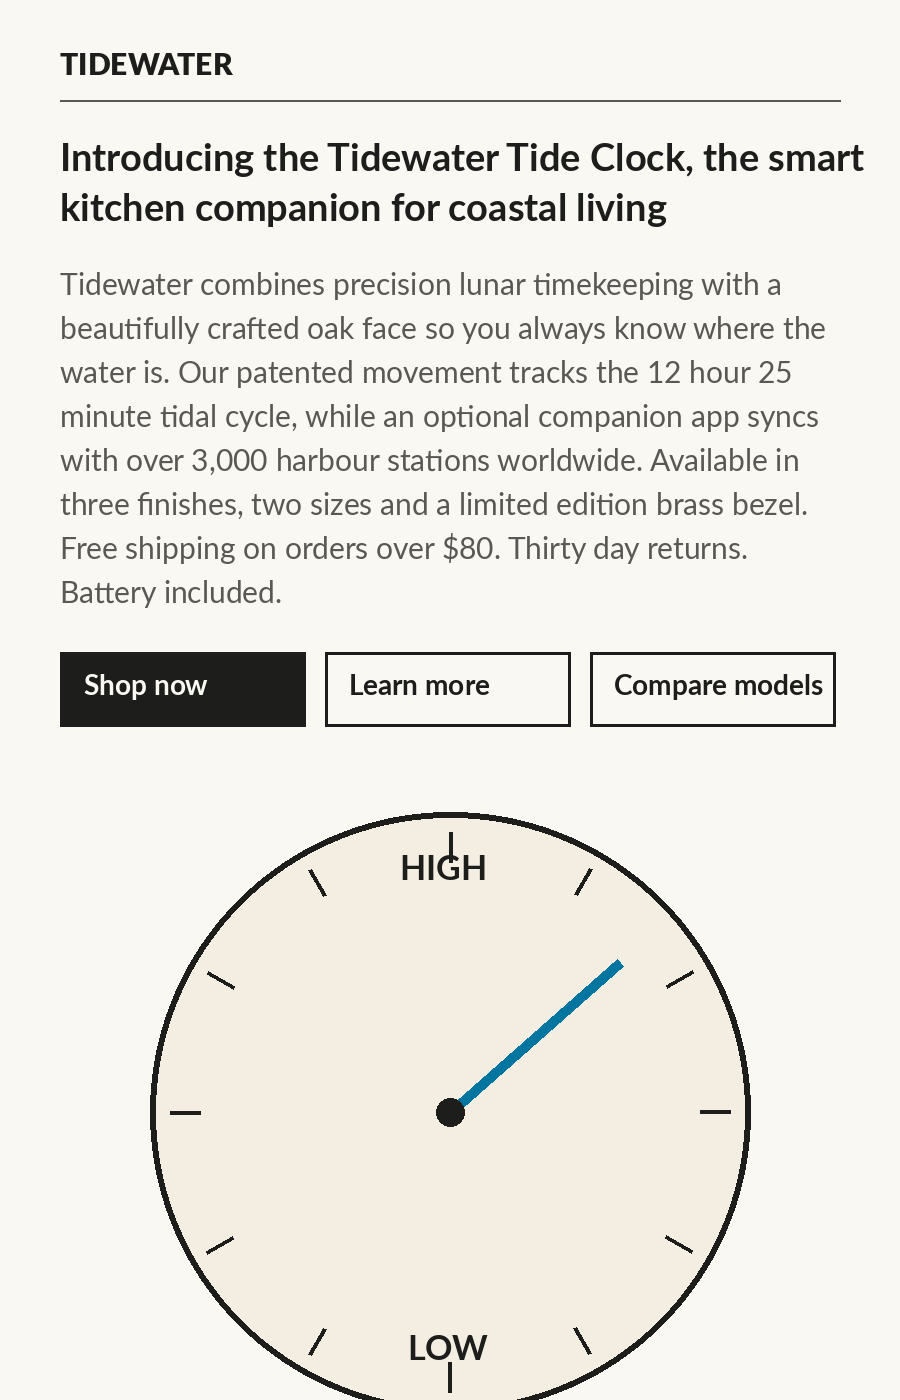 TIDEWATER
Introducing the Tidewater Tide Clock, the smart
kitchen companion for coastal living
Tidewater combines precision lunar timekeeping with a
beautifully crafted oak face so you always know where the
water is. Our patented movement tracks the 12 hour 25
minute tidal cycle, while an optional companion app syncs
with over 3,000 harbour stations worldwide. Available in
three finishes, two sizes and a limited edition brass bezel.
Free shipping on orders over $80. Thirty day returns.
Battery included.
Shop now
Learn more
Compare models
HIGH
LOW